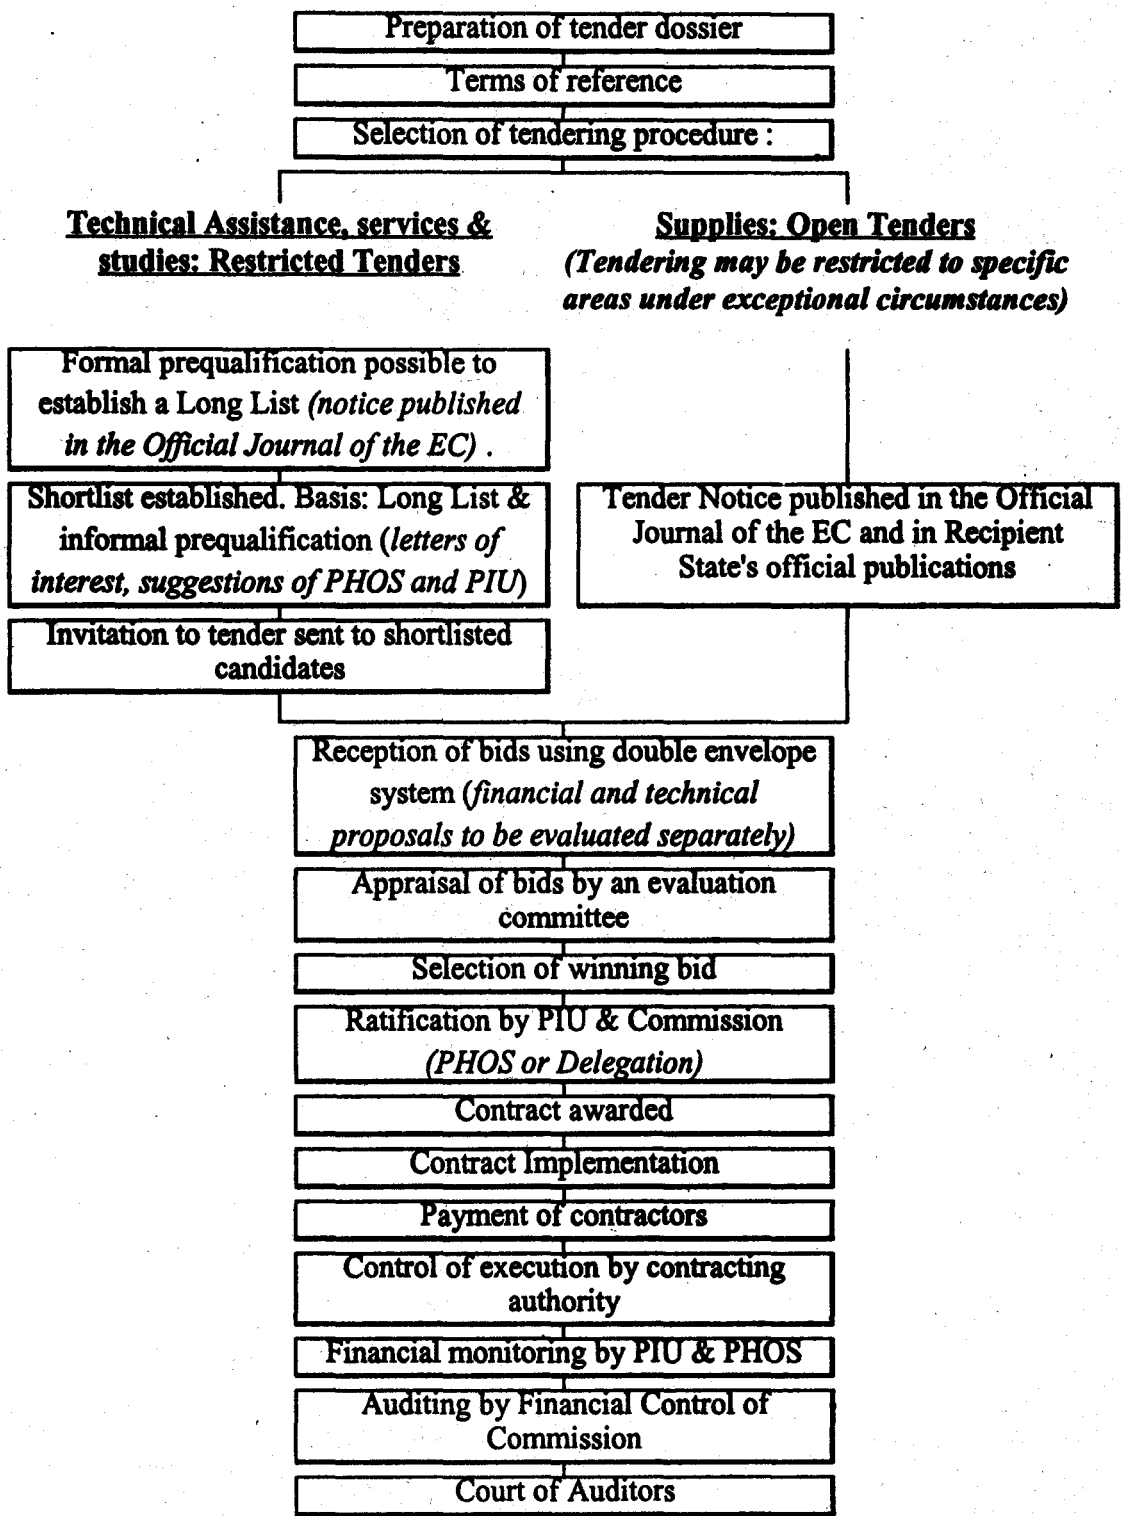 Preparation of tender dossier
Terms of reference
Selection of tendering procedure :
Technical Assistance, services &
studies: Restricted Tenders
Supplies: Open Tenders
(Tendering may be restricted to specific
areas under exceptional circumstances)
Formal prequalification possible to
establish a Long List (notice published
in the Official Journal of the EC) .
Shortlist established. Basis: Long List &
informal prequalification (letters of
interest, suggestions of PHOS and PIU)
Invitation to tender sent to shortlisted
candidates
Tender Notice published in the Official
Journal of the EC and in Recipient
State's official publications
Reception of bids using double envelope
system (financial and technical
proposals to be evaluated separately)
Appraisal of bids by an evaluation
committee
Selection of winning bid
Ratification by PIU & Commission
(PHOS or Delegation)
Contract awarded
Contract Implementation
Payment of contractors
Control of execution by contracting
authority
Financial monitoring by PIU & PHOS
Auditing by Financial Control of
Commission
Court of Auditors